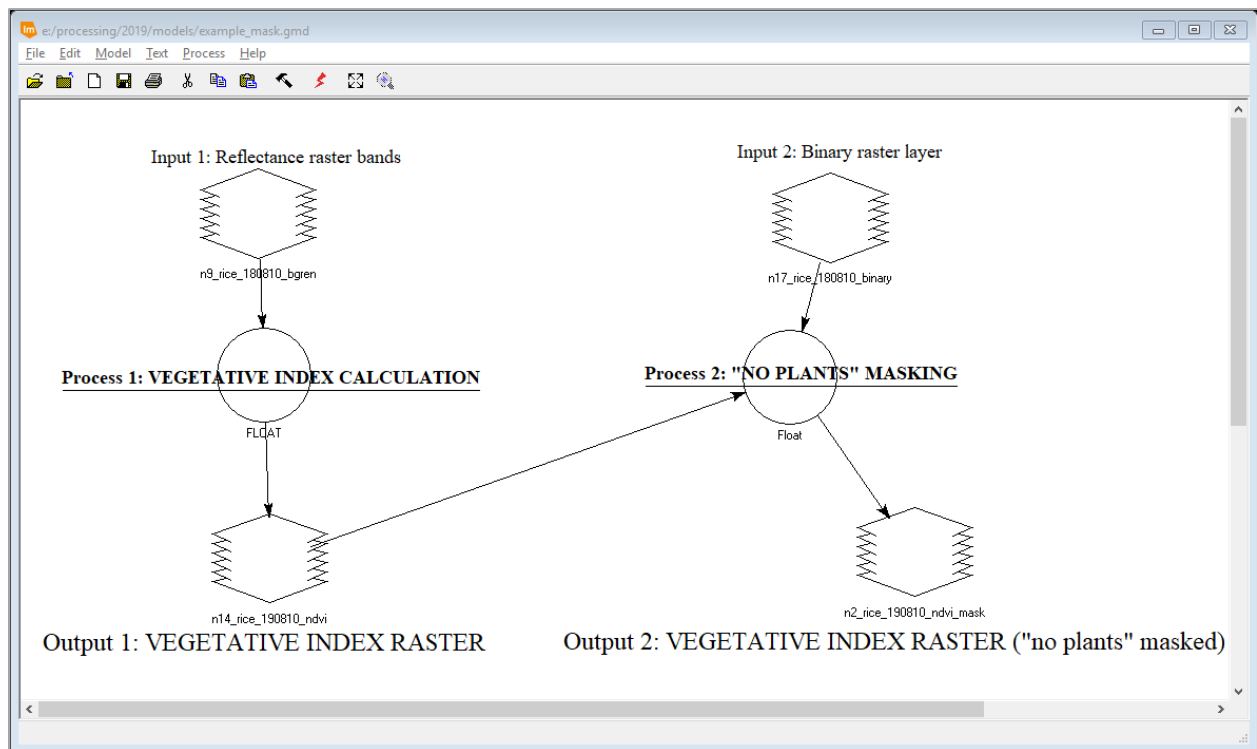 lm e:/processing/2019/models/example_mask.gmd
File Edit Model Text Process Help
Input 1: Reflectance raster bands
Input 2: Binary raster layer
n9_rice_180810_bgren
n17_rice_180810_binary
Process 1: VEGETATIVE INDEX CALCULATION
Process 2: "NO PLANTS" MASKING
FLOAT
Float
n14_rice_190810_ndvi
n2_rice_190810_ndvi_mask
Output 1: VEGETATIVE INDEX RASTER
Output 2: VEGETATIVE INDEX RASTER ("no plants" masked)